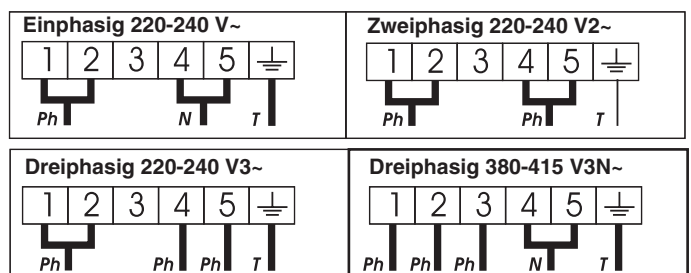 Einphasig 220-240 V~
1 2 3 4 5
Ph N T
Zweiphasig 220-240 V2~
1 2 3 4 5
Ph Ph T
Dreiphasig 220-240 V3~
1 2 3 4 5
Ph Ph Ph T
Dreiphasig 380-415 V3N~
1 2 3 4 5
Ph Ph Ph N T